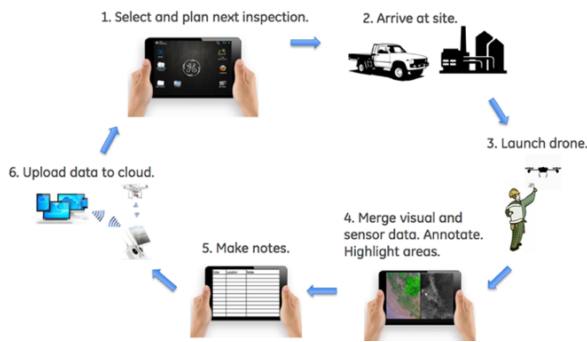 1. Select and plan next inspection.
2. Arrive at site.
3. Launch drone.
4. Merge visual and
sensor data. Annotate.
Highlight areas.
5. Make notes.
6. Upload data to cloud.